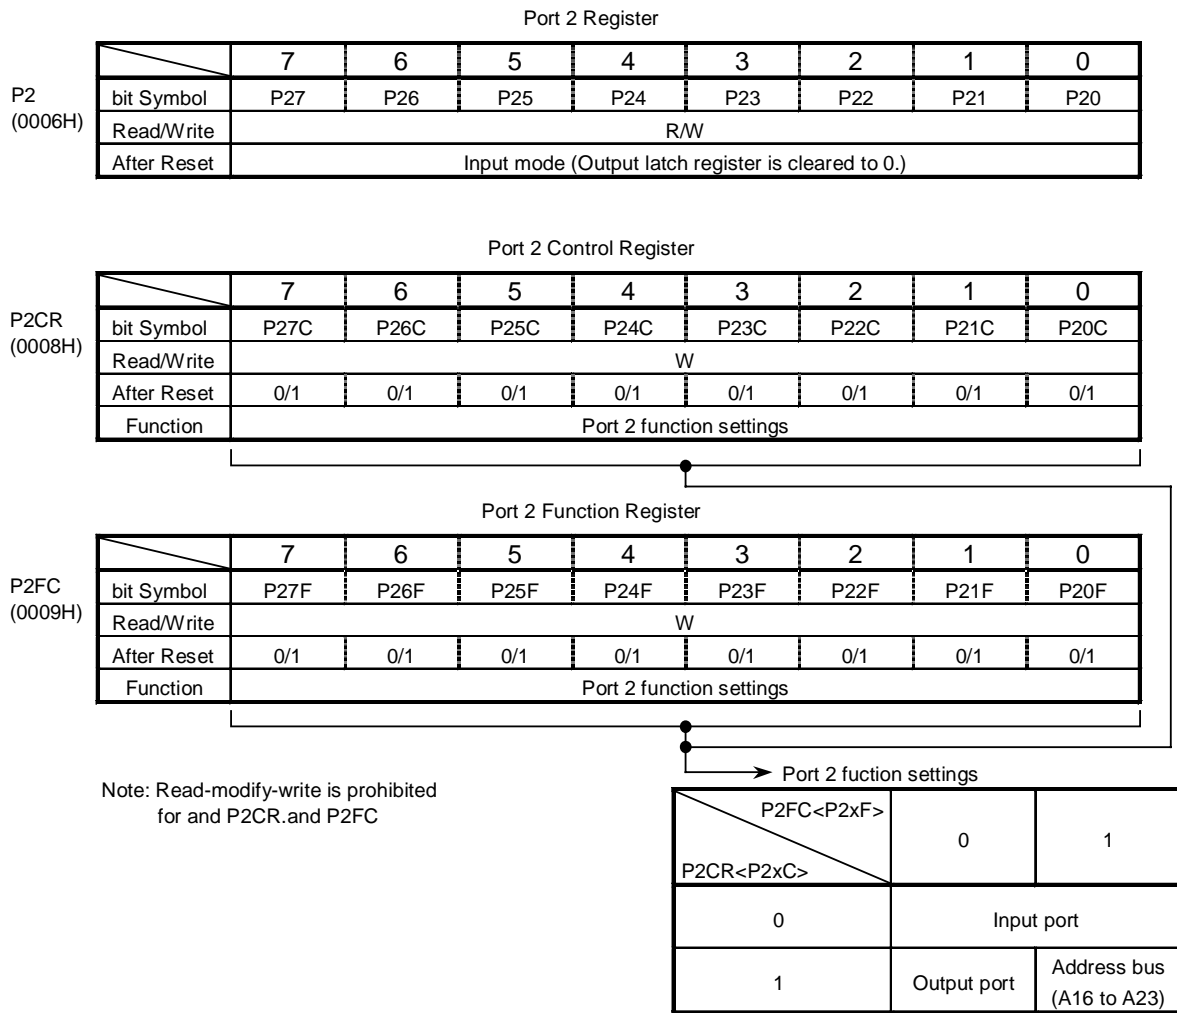 Port 2 Register
7 6 5 4 3 2 1 0
P2
(0006H)
bit Symbol P27 P26 P25 P24 P23 P22 P21 P20
Read/Write R/W
After Reset Input mode (Output latch register is cleared to 0.)
Port 2 Control Register
7 6 5 4 3 2 1 0
P2CR
(0008H)
bit Symbol P27C P26C P25C P24C P23C P22C P21C P20C
Read/Write W
After Reset 0/1 0/1 0/1 0/1 0/1 0/1 0/1 0/1
Function Port 2 function settings
Port 2 Function Register
7 6 5 4 3 2 1 0
P2FC
(0009H)
bit Symbol P27F P26F P25F P24F P23F P22F P21F P20F
Read/Write W
After Reset 0/1 0/1 0/1 0/1 0/1 0/1 0/1 0/1
Function Port 2 function settings
Note: Read-modify-write is prohibited
for and P2CR.and P2FC
Port 2 fuction settings
P2FC<P2xF> 0 1
P2CR<P2xC>
0 Input port
1 Output port Address bus
(A16 to A23)